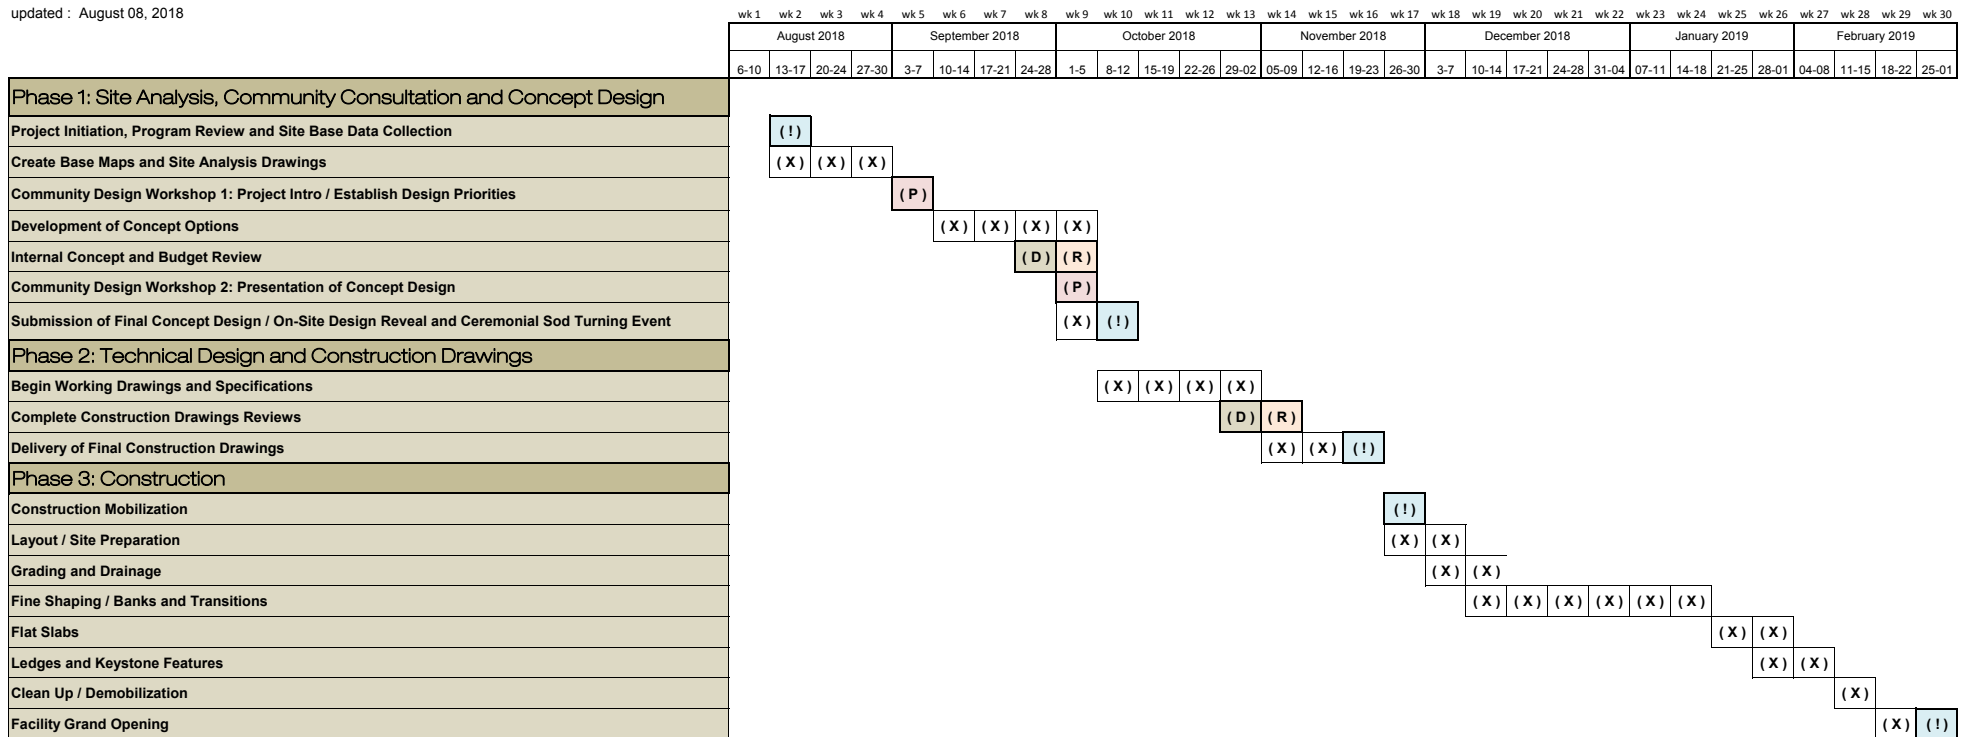 updated : August 08, 2018
wk 1 wk 2 wk 3 wk 4 wk 5 wk 6 wk 7 wk 8 wk 9 wk 10 wk 11 wk 12 wk 13 wk 14 wk 15 wk 16 wk 17 wk 18 wk 19 wk 20 wk 21 wk 22 wk 23 wk 24 wk 25 wk 26 wk 27 wk 28 wk 29 wk 30
August 2018 September 2018 October 2018 November 2018 December 2018 January 2019 February 2019
6-10 13-17 20-24 27-30 3-7 10-14 17-21 24-28 1-5 8-12 15-19 22-26 29-02 05-09 12-16 19-23 26-30 3-7 10-14 17-21 24-28 31-04 07-11 14-18 21-25 28-01 04-08 11-15 18-22 25-01
Phase 1: Site Analysis, Community Consultation and Concept Design
Project Initiation, Program Review and Site Base Data Collection ( ! )
Create Base Maps and Site Analysis Drawings ( X ) ( X ) ( X )
Community Design Workshop 1: Project Intro / Establish Design Priorities ( P )
Development of Concept Options ( X ) ( X ) ( X ) ( X )
Internal Concept and Budget Review ( D ) ( R )
Community Design Workshop 2: Presentation of Concept Design ( P )
Submission of Final Concept Design / On-Site Design Reveal and Ceremonial Sod Turning Event ( X ) ( ! )
Phase 2: Technical Design and Construction Drawings
Begin Working Drawings and Specifications ( X ) ( X ) ( X ) ( X )
Complete Construction Drawings Reviews ( D ) ( R )
Delivery of Final Construction Drawings ( X ) ( X ) ( ! )
Phase 3: Construction
Construction Mobilization ( ! )
Layout / Site Preparation ( X ) ( X )
Grading and Drainage ( X ) ( X )
Fine Shaping / Banks and Transitions ( X ) ( X ) ( X ) ( X ) ( X ) ( X )
Flat Slabs ( X ) ( X )
Ledges and Keystone Features ( X ) ( X )
Clean Up / Demobilization ( X )
Facility Grand Opening ( X ) ( ! )